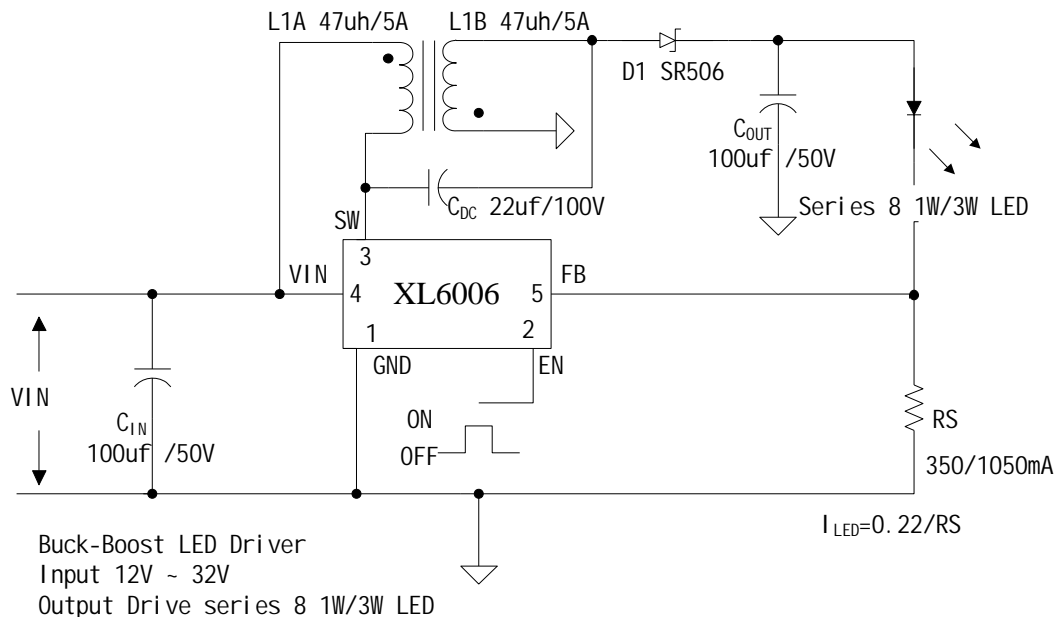 L1A 47uh/5A
L1B 47uh/5A
D1 SR506
COUT
100uf /50V
CDC 22uf/100V
Series 8 1W/3W LED
SW
3
VIN
FB
4
XL6006
5
1
2
GND
EN
VIN
CIN
100uf /50V
ON
OFF
RS
350/1050mA
ILED=0.22/RS
Buck-Boost LED Driver
Input 12V ~ 32V
Output Drive series 8 1W/3W LED